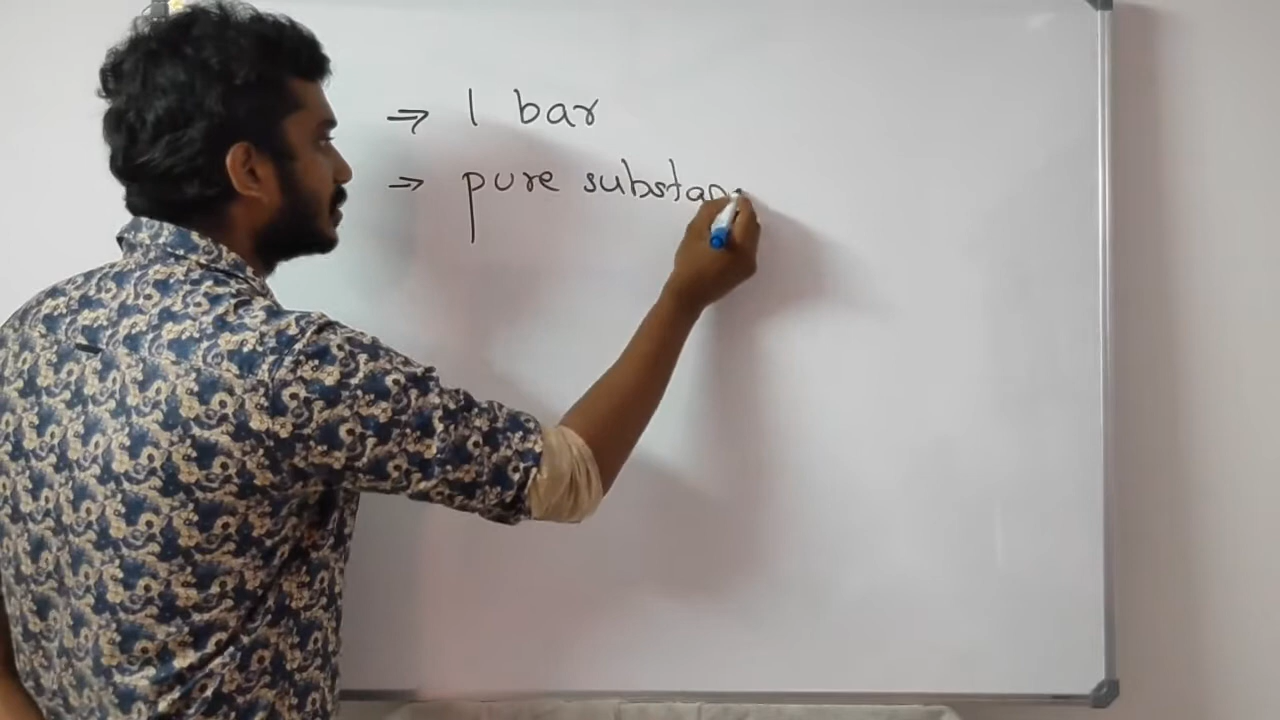 ⇒ 1 bar
⇒ pure substan